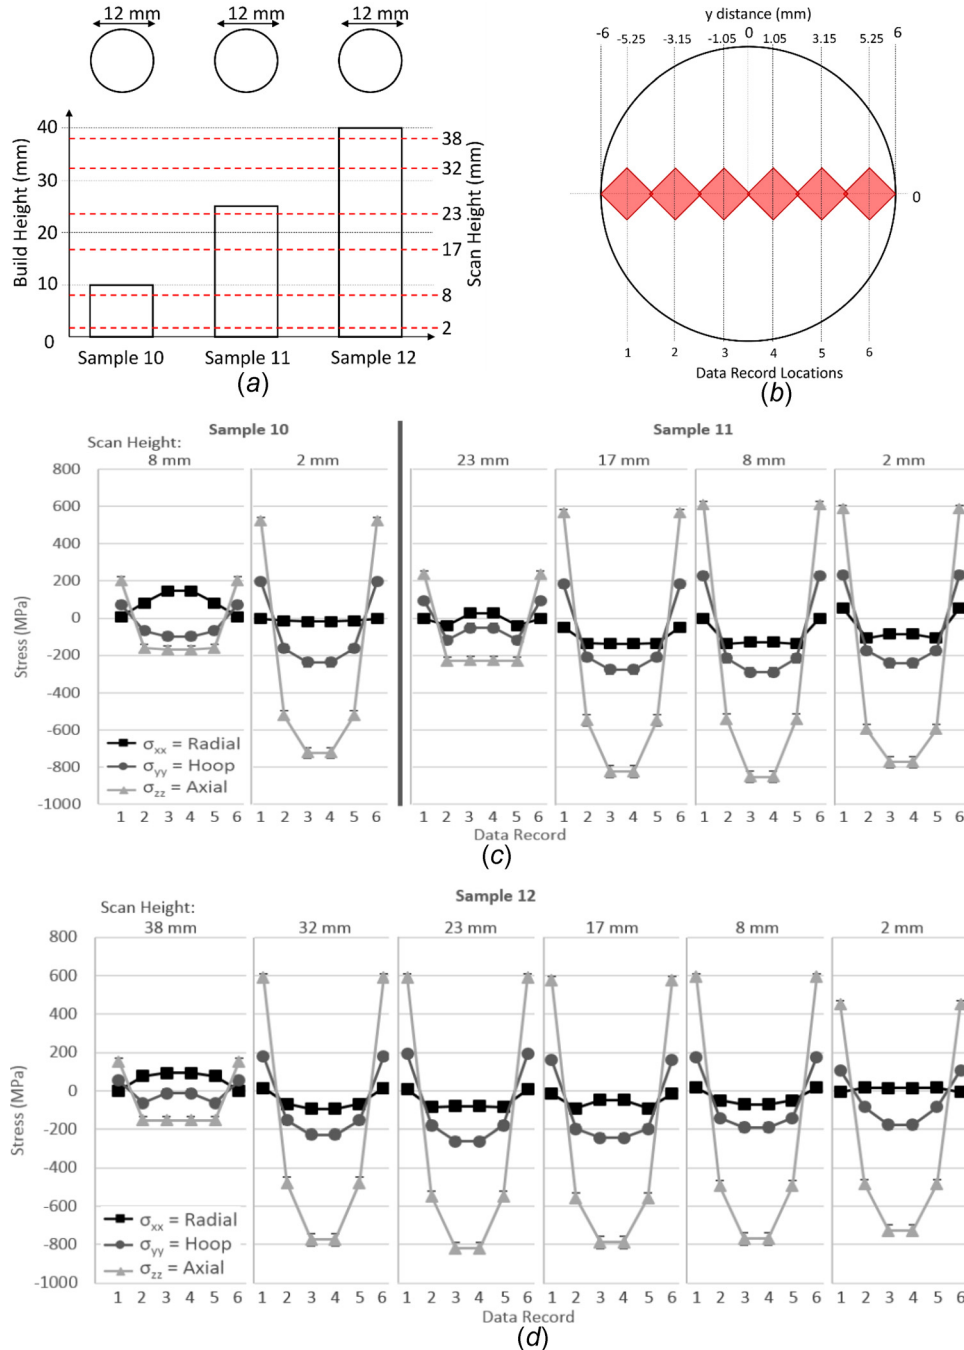 12 mm 12 mm 12 mm
Build Height (mm)
40
30
20
10
0
38
32
23
17
8
2
Scan Height (mm)
Sample 10 Sample 11 Sample 12
(a)
y distance (mm)
-6 0 6
-5.25 -3.15 -1.05 1.05 3.15 5.25
0
1 2 3 4 5 6
Data Record Locations
(b)
Sample 10 Sample 11
Scan Height:
8 mm 2 mm 23 mm 17 mm 8 mm 2 mm
Stress (MPa)
800
600
400
200
0
-200
-400
-600
-800
-1000
σxx = Radial
σyy = Hoop
σzz = Axial
1 2 3 4 5 6 1 2 3 4 5 6 1 2 3 4 5 6 1 2 3 4 5 6 1 2 3 4 5 6 1 2 3 4 5 6
Data Record
(c)
Sample 12
Scan Height:
38 mm 32 mm 23 mm 17 mm 8 mm 2 mm
Stress (MPa)
800
600
400
200
0
-200
-400
-600
-800
-1000
σxx = Radial
σyy = Hoop
σzz = Axial
1 2 3 4 5 6 1 2 3 4 5 6 1 2 3 4 5 6 1 2 3 4 5 6 1 2 3 4 5 6 1 2 3 4 5 6
Data Record
(d)